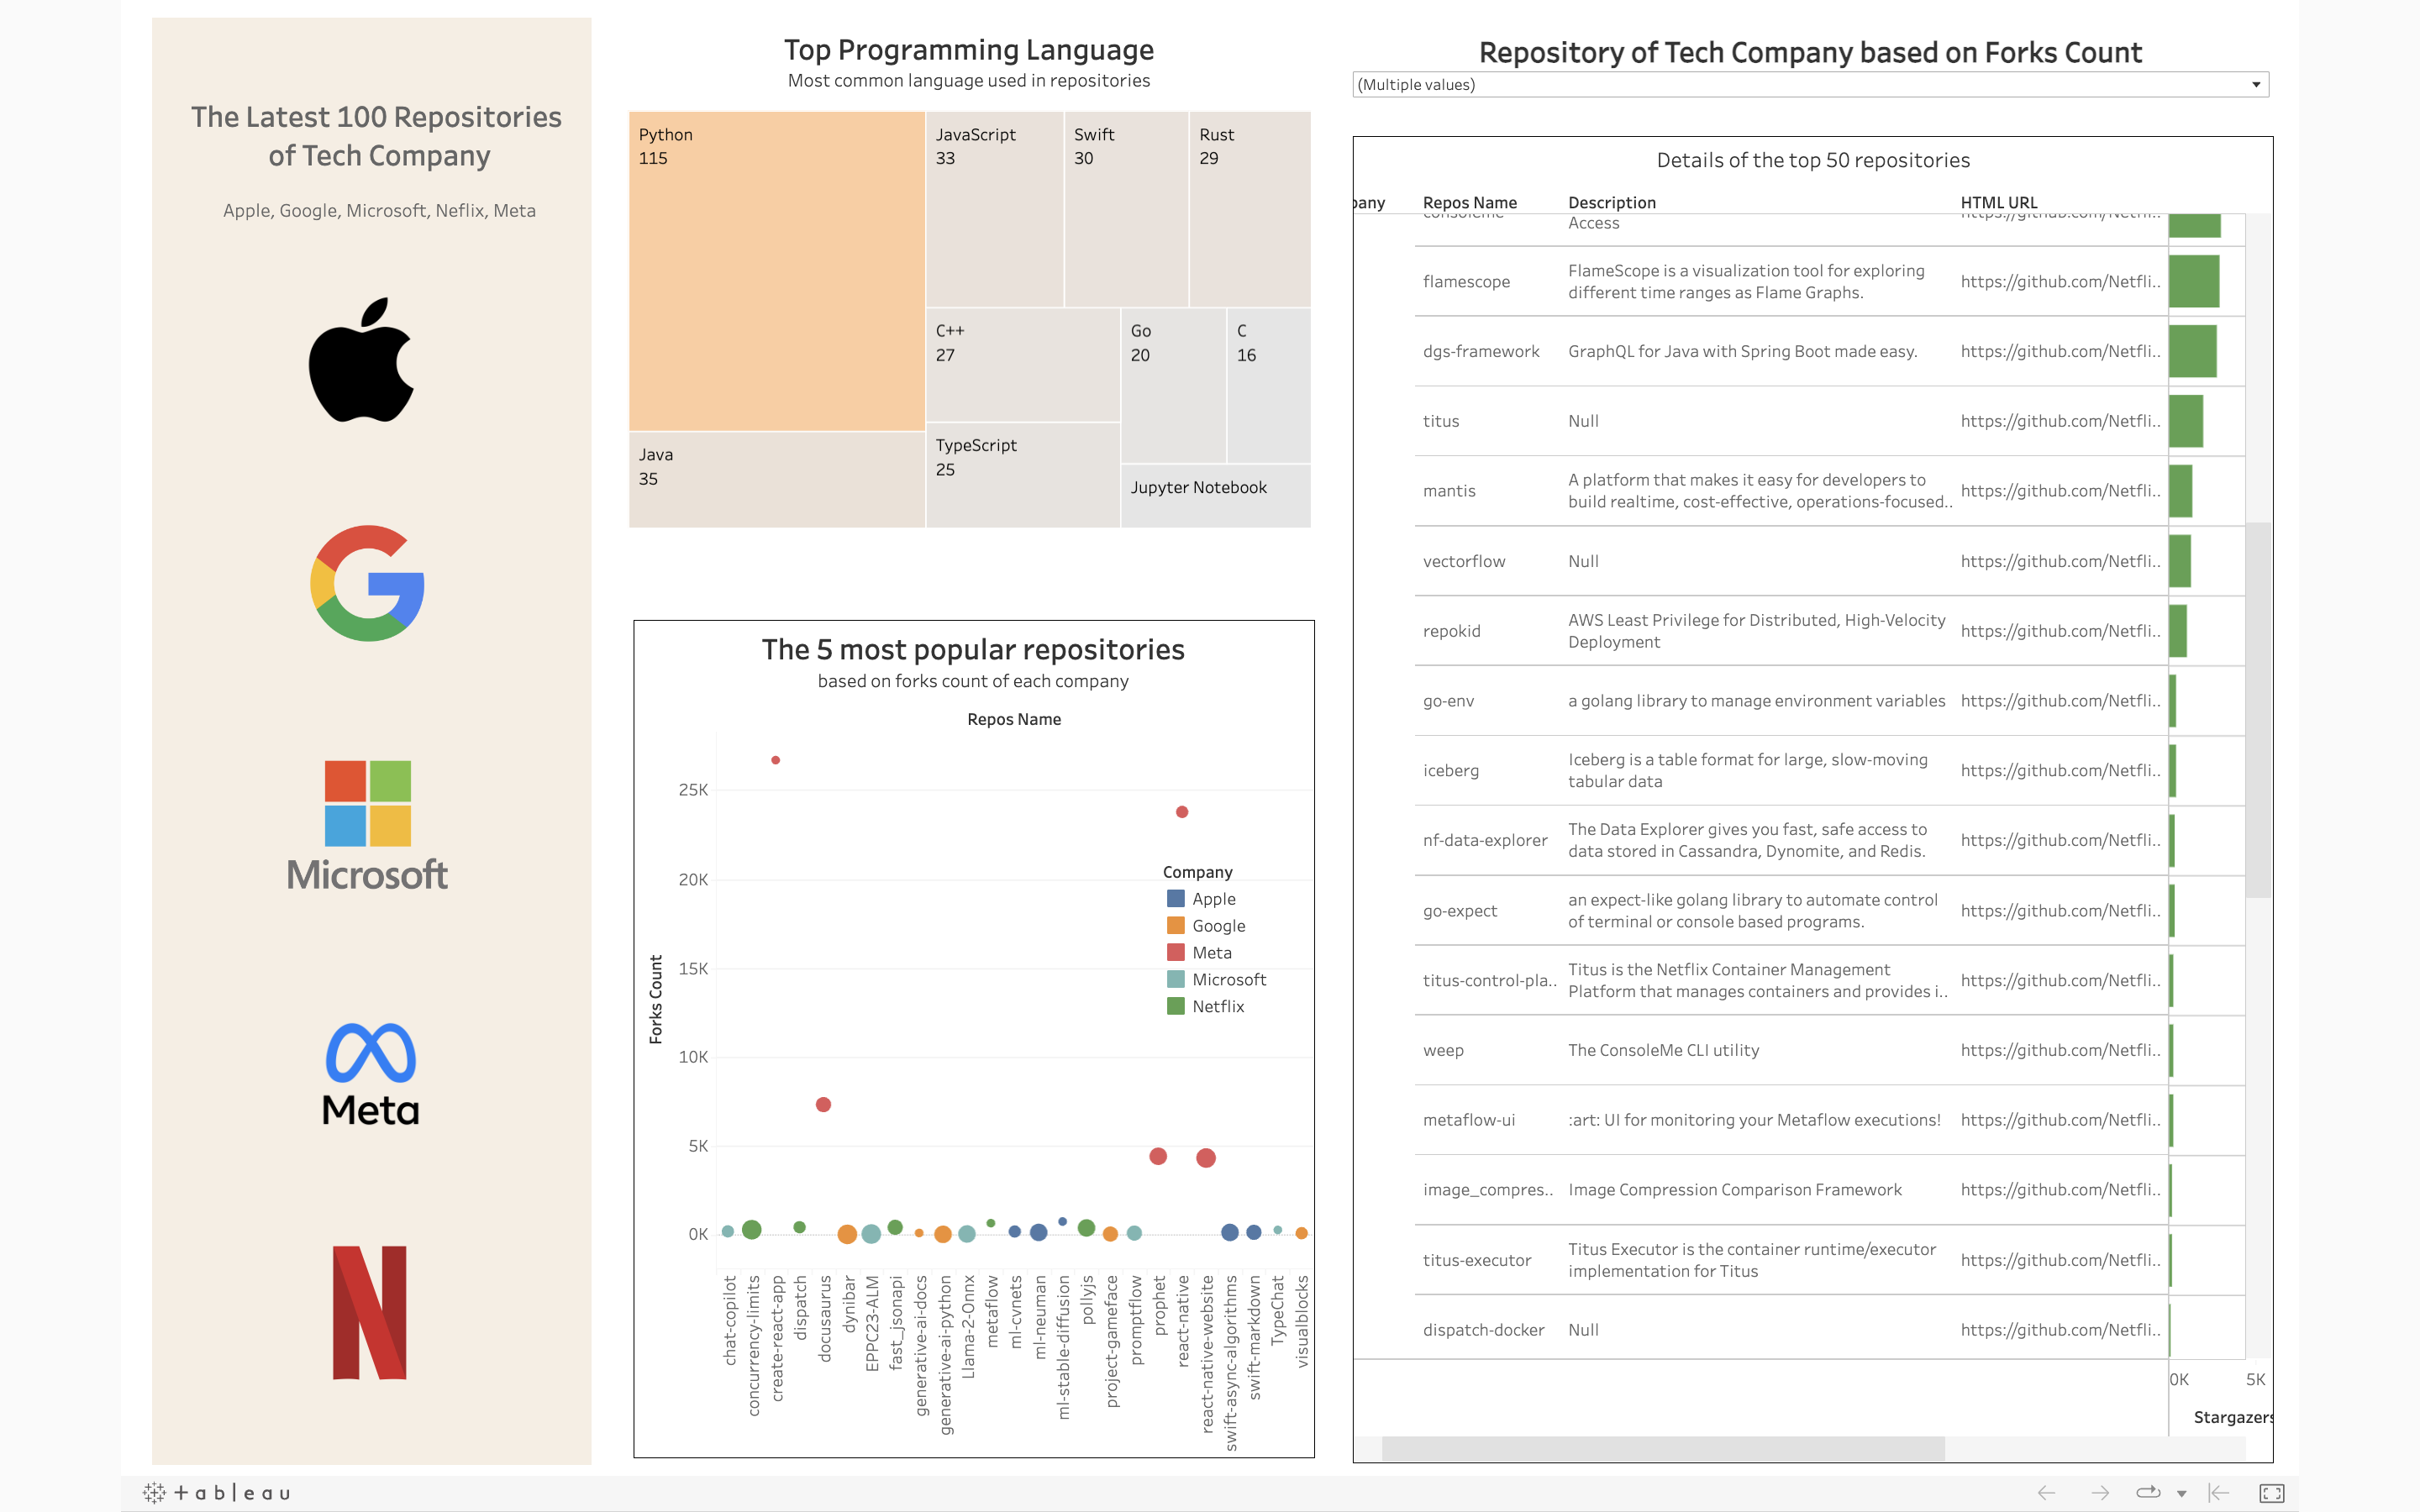 The Latest 100 Repositories
of Tech Company
Apple, Google, Microsoft, Neflix, Meta
Microsoft
Meta
Top Programming Language
Most common language used in repositories
Python
115
JavaScript
33
Swift
30
Rust
29
C++
27
Go
20
C
16
Java
35
TypeScript
25
Jupyter Notebook
The 5 most popular repositories
based on forks count of each company
Repos Name
Forks Count
25K
20K
15K
10K
5K
0K
Company
Apple
Google
Meta
Microsoft
Netflix
chat-copilot
concurrency-limits
create-react-app
dispatch
docusaurus
dynibar
EPPC23-ALM
fast_jsonapi
generative-ai-docs
generative-ai-python
Llama-2-Onnx
metaflow
ml-cvnets
ml-neuman
ml-stable-diffusion
pollyjs
project-gameface
promptflow
prophet
react-native
react-native-website
swift-async-algorithms
swift-markdown
TypeChat
visualblocks
Repository of Tech Company based on Forks Count
(Multiple values)
Details of the top 50 repositories
pany Repos Name Description HTML URL
consoleme Access https://github.com/Netfli..
flamescope FlameScope is a visualization tool for exploring
different time ranges as Flame Graphs. https://github.com/Netfli..
dgs-framework GraphQL for Java with Spring Boot made easy. https://github.com/Netfli..
titus Null https://github.com/Netfli..
mantis A platform that makes it easy for developers to
build realtime, cost-effective, operations-focused.. https://github.com/Netfli..
vectorflow Null https://github.com/Netfli..
repokid AWS Least Privilege for Distributed, High-Velocity
Deployment https://github.com/Netfli..
go-env a golang library to manage environment variables https://github.com/Netfli..
iceberg Iceberg is a table format for large, slow-moving
tabular data https://github.com/Netfli..
nf-data-explorer The Data Explorer gives you fast, safe access to
data stored in Cassandra, Dynomite, and Redis. https://github.com/Netfli..
go-expect an expect-like golang library to automate control
of terminal or console based programs. https://github.com/Netfli..
titus-control-pla.. Titus is the Netflix Container Management
Platform that manages containers and provides i.. https://github.com/Netfli..
weep The ConsoleMe CLI utility https://github.com/Netfli..
metaflow-ui :art: UI for monitoring your Metaflow executions! https://github.com/Netfli..
image_compres.. Image Compression Comparison Framework https://github.com/Netfli..
titus-executor Titus Executor is the container runtime/executor
implementation for Titus https://github.com/Netfli..
dispatch-docker Null https://github.com/Netfli..
0K 5K
Stargazers
+ableau